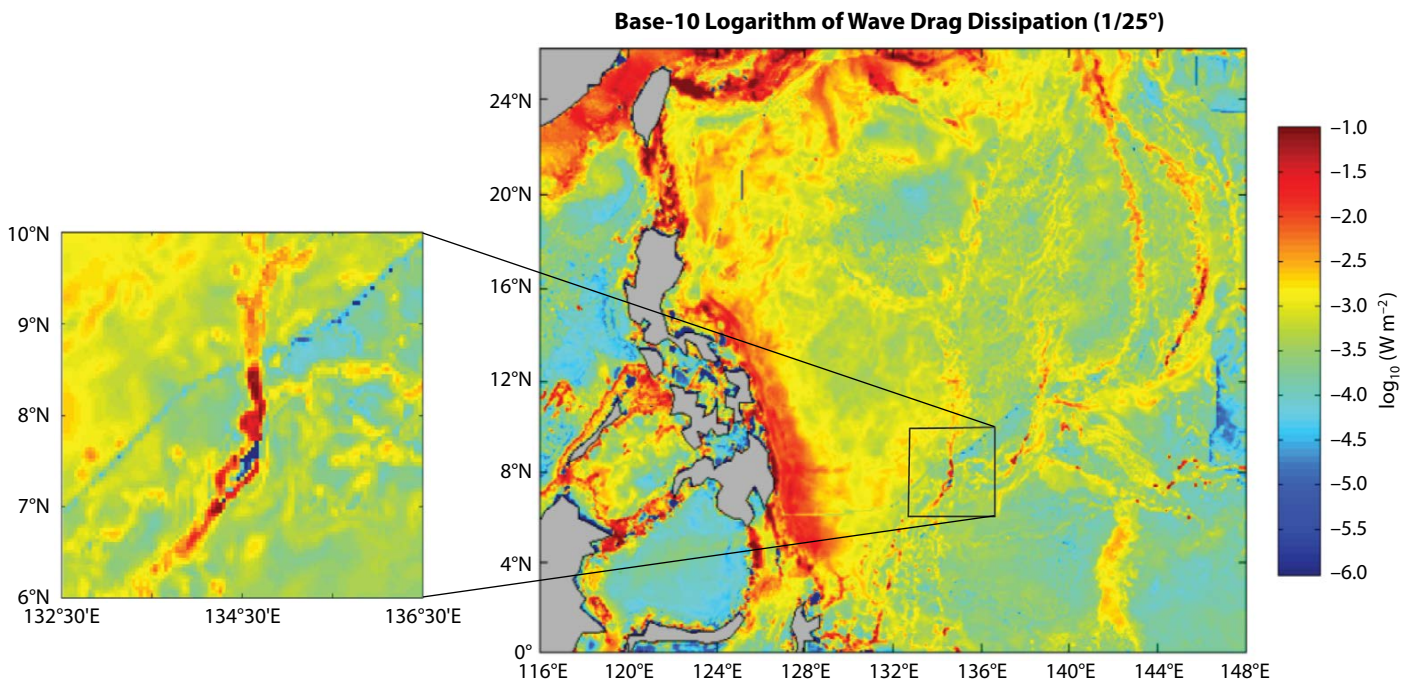 Base-10 Logarithm of Wave Drag Dissipation (1/25°)
10°N
9°N
8°N
7°N
6°N
132°30'E
134°30'E
136°30'E
24°N
20°N
16°N
12°N
8°N
4°N
0°
116°E
120°E
124°E
128°E
132°E
136°E
140°E
144°E
148°E
−1.0
−1.5
−2.0
−2.5
−3.0
−3.5
−4.0
−4.5
−5.0
−5.5
−6.0
log₁₀ (W m⁻²)